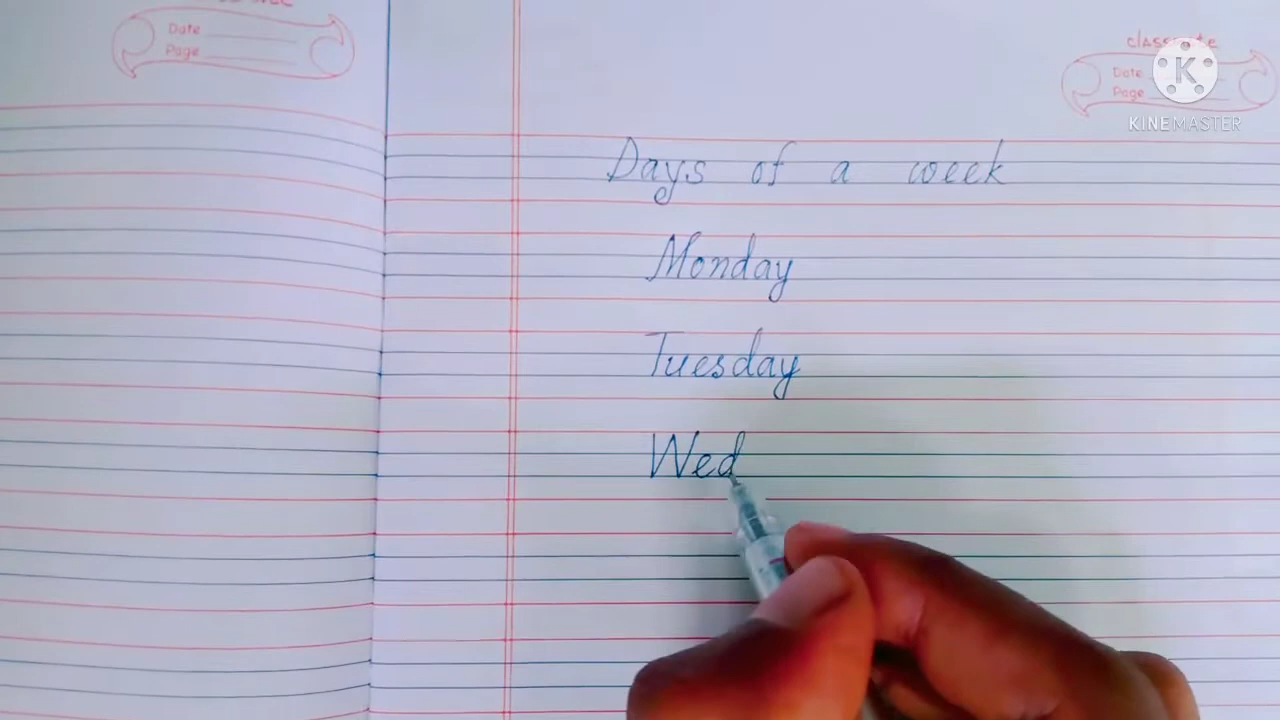 Date
Page
classmate
Date
Page
KINEMASTER
Days of a week
Monday
Tuesday
Wed